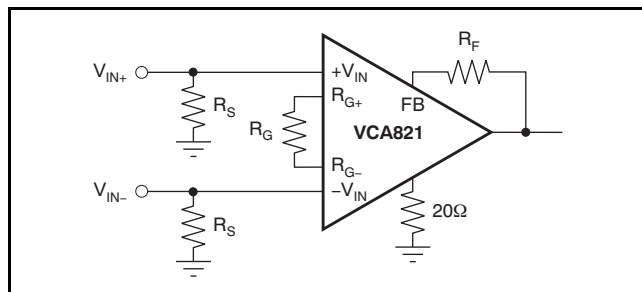 R_F
V_IN+
+V_IN
R_G+
FB
R_S
R_G
VCA821
R_G−
V_IN−
−V_IN
20Ω
R_S